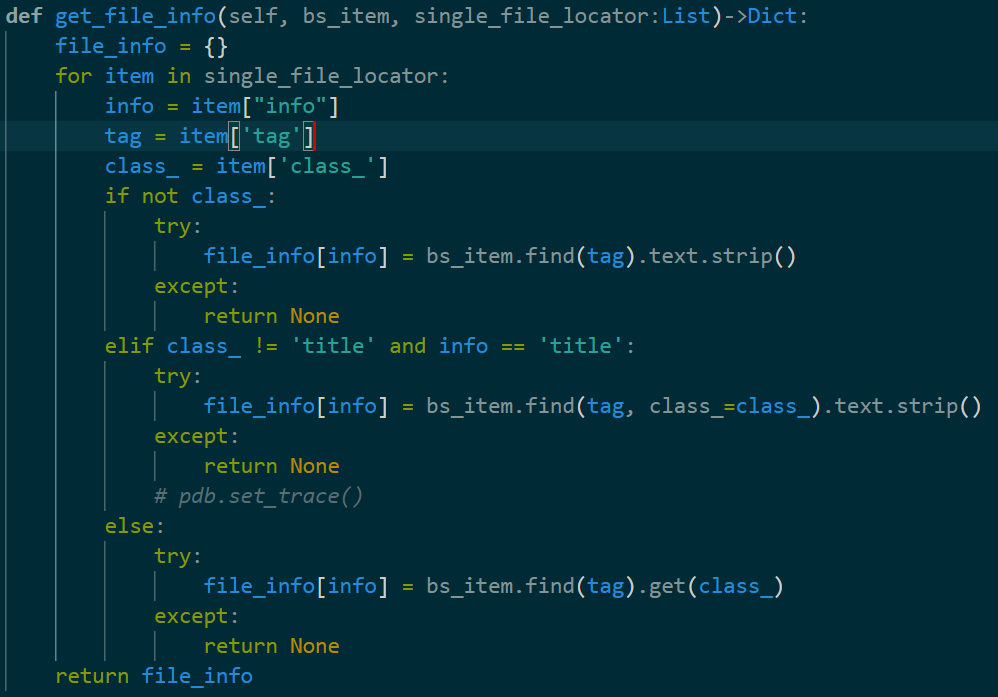 def get_file_info(self, bs_item, single_file_locator:List)->Dict:
    file_info = {}
    for item in single_file_locator:
        info = item["info"]
        tag = item['tag']
        class_ = item['class_']
        if not class_:
            try:
                file_info[info] = bs_item.find(tag).text.strip()
            except:
                return None
        elif class_ != 'title' and info == 'title':
            try:
                file_info[info] = bs_item.find(tag, class_=class_).text.strip()
            except:
                return None
            # pdb.set_trace()
        else:
            try:
                file_info[info] = bs_item.find(tag).get(class_)
            except:
                return None
    return file_info